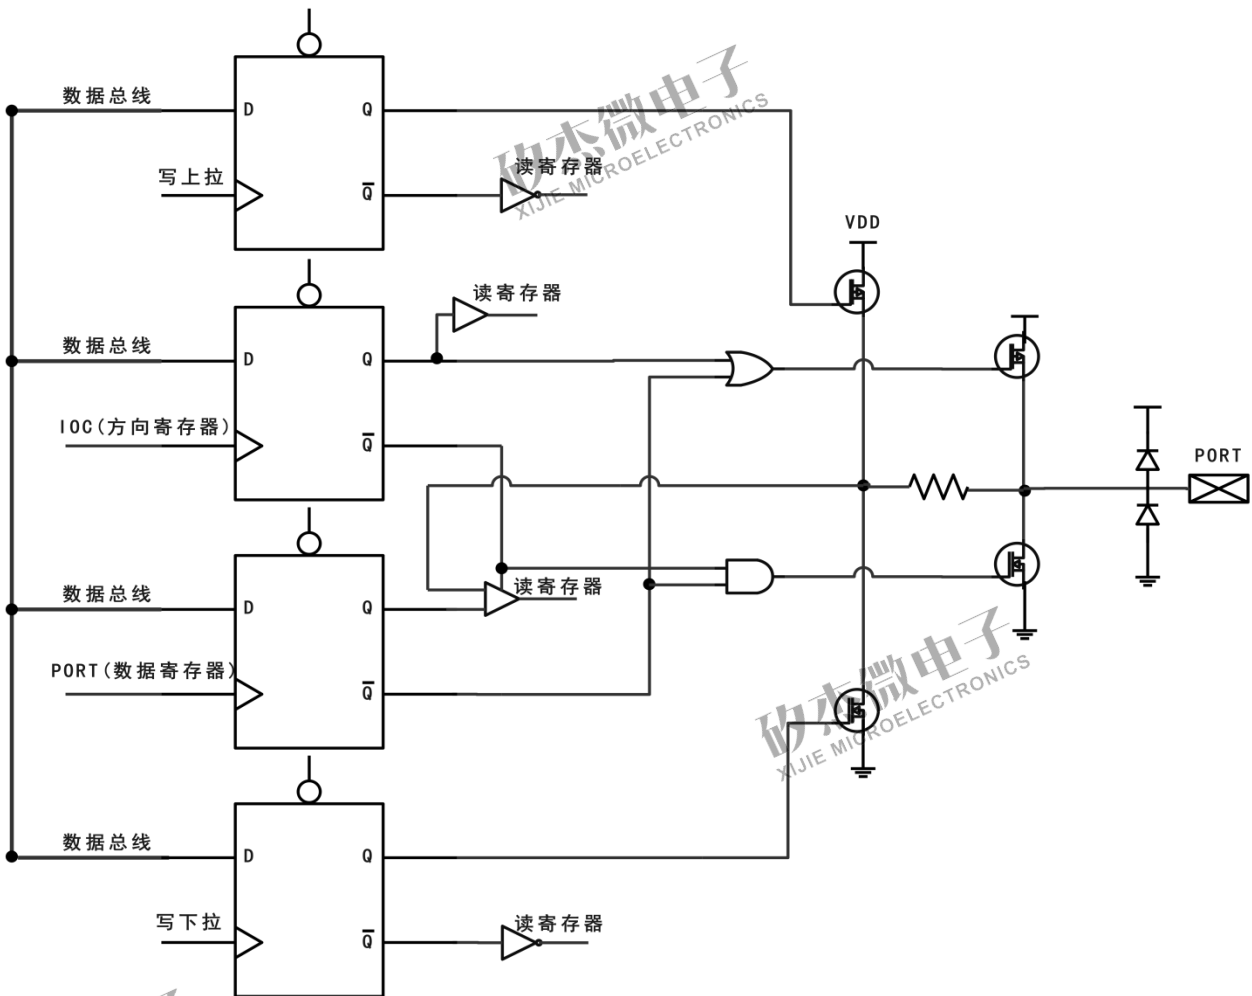 数据总线
D
Q
写上拉
Q
读寄存器
矽杰微电子
XIJIE MICROELECTRONICS
VDD
读寄存器
数据总线
D
Q
IOC(方向寄存器)
Q
PORT
数据总线
D
Q
读寄存器
PORT(数据寄存器)
Q
矽杰微电子
XIJIE MICROELECTRONICS
数据总线
D
Q
写下拉
Q
读寄存器